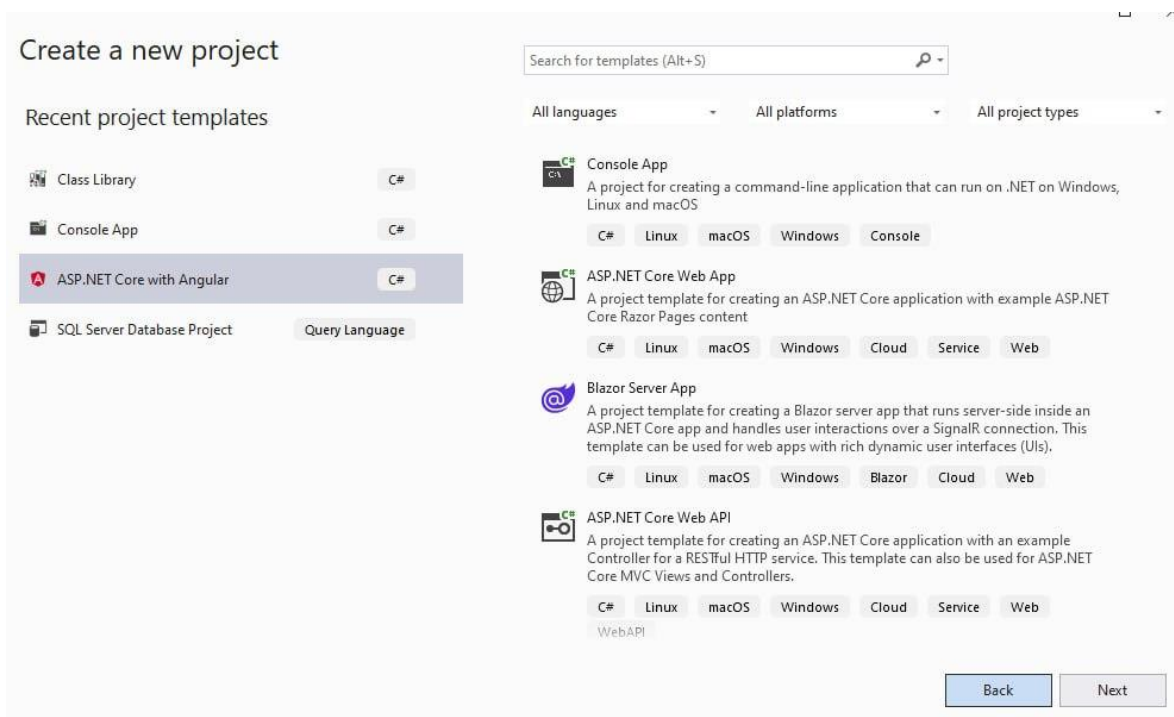 Create a new project
Search for templates (Alt+S)
Recent project templates
All languages
All platforms
All project types
Class Library
C#
Console App
C#
ASP.NET Core with Angular
C#
SQL Server Database Project
Query Language
C#
C:\
Console App
A project for creating a command-line application that can run on .NET on Windows,
Linux and macOS
C# Linux macOS Windows Console
C#
ASP.NET Core Web App
A project template for creating an ASP.NET Core application with example ASP.NET
Core Razor Pages content
C# Linux macOS Windows Cloud Service Web
Blazor Server App
A project template for creating a Blazor server app that runs server-side inside an
ASP.NET Core app and handles user interactions over a SignalR connection. This
template can be used for web apps with rich dynamic user interfaces (UIs).
C# Linux macOS Windows Blazor Cloud Web
C#
ASP.NET Core Web API
A project template for creating an ASP.NET Core application with an example
Controller for a RESTful HTTP service. This template can also be used for ASP.NET
Core MVC Views and Controllers.
C# Linux macOS Windows Cloud Service Web
WebAPI
Back
Next